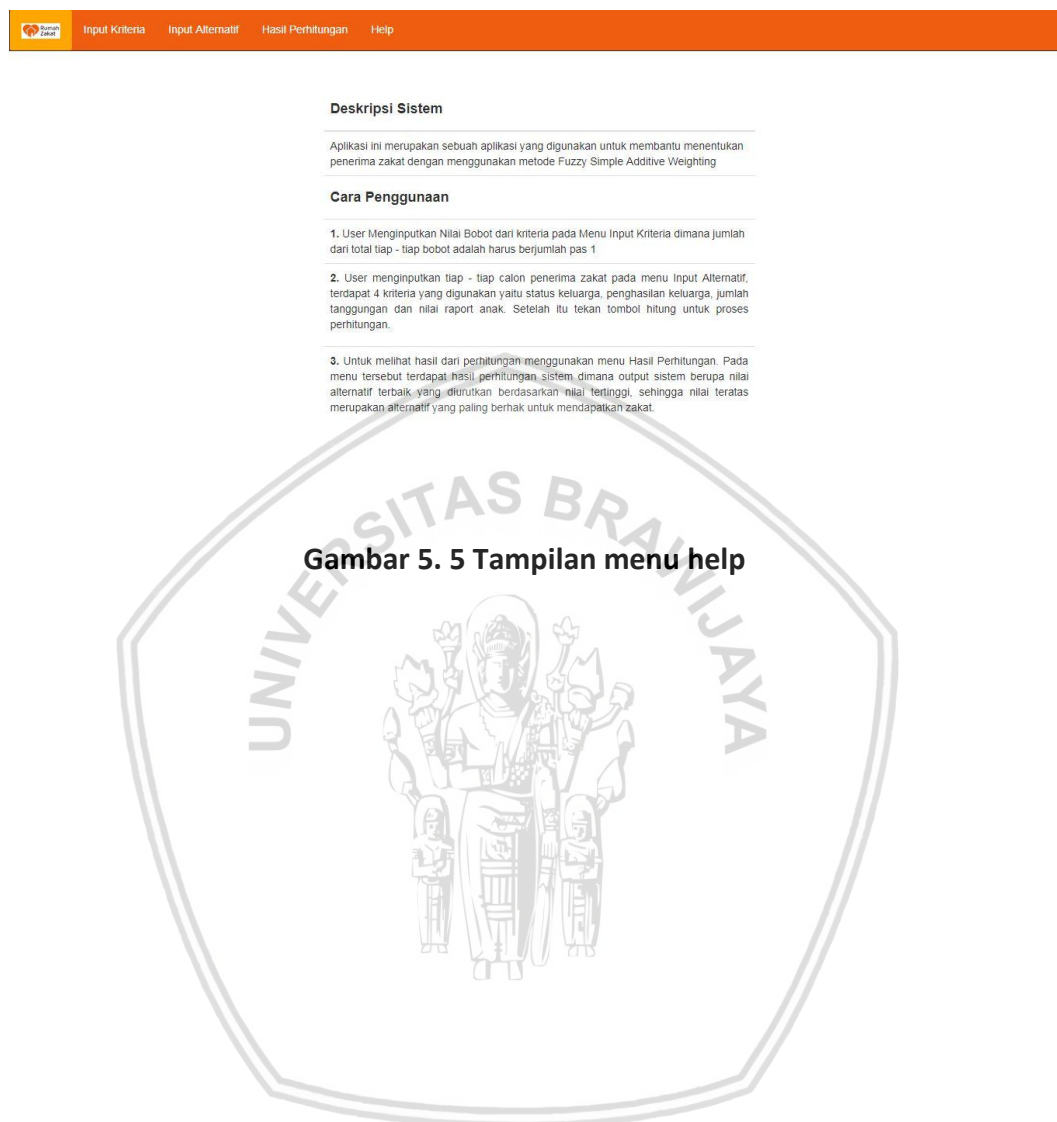 Rumah
Zakat
Input Kriteria Input Alternatif Hasil Perhitungan Help
Deskripsi Sistem
Aplikasi ini merupakan sebuah aplikasi yang digunakan untuk membantu menentukan
penerima zakat dengan menggunakan metode Fuzzy Simple Additive Weighting
Cara Penggunaan
1. User Menginputkan Nilai Bobot dari kriteria pada Menu Input Kriteria dimana jumlah
dari total tiap - tiap bobot adalah harus berjumlah pas 1
2. User menginputkan tiap - tiap calon penerima zakat pada menu Input Alternatif,
terdapat 4 kriteria yang digunakan yaitu status keluarga, penghasilan keluarga, jumlah
tanggungan dan nilai raport anak. Setelah itu tekan tombol hitung untuk proses
perhitungan.
3. Untuk melihat hasil dari perhitungan menggunakan menu Hasil Perhitungan. Pada
menu tersebut terdapat hasil perhitungan sistem dimana output sistem berupa nilai
alternatif terbaik yang diurutkan berdasarkan nilai tertinggi, sehingga nilai teratas
merupakan alternatif yang paling berhak untuk mendapatkan zakat.
UNIVERSITAS BRAWIJAYA
Gambar 5. 5 Tampilan menu help